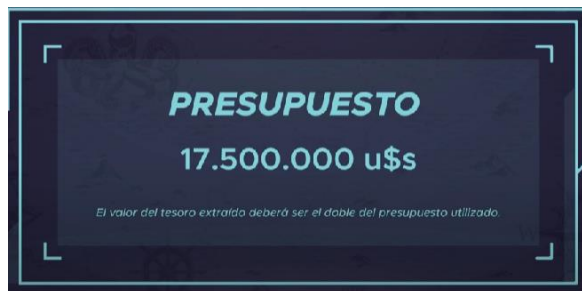 PRESUPUESTO
17.500.000 u$s
El valor del tesoro extraído deberá ser el doble del presupuesto utilizado.